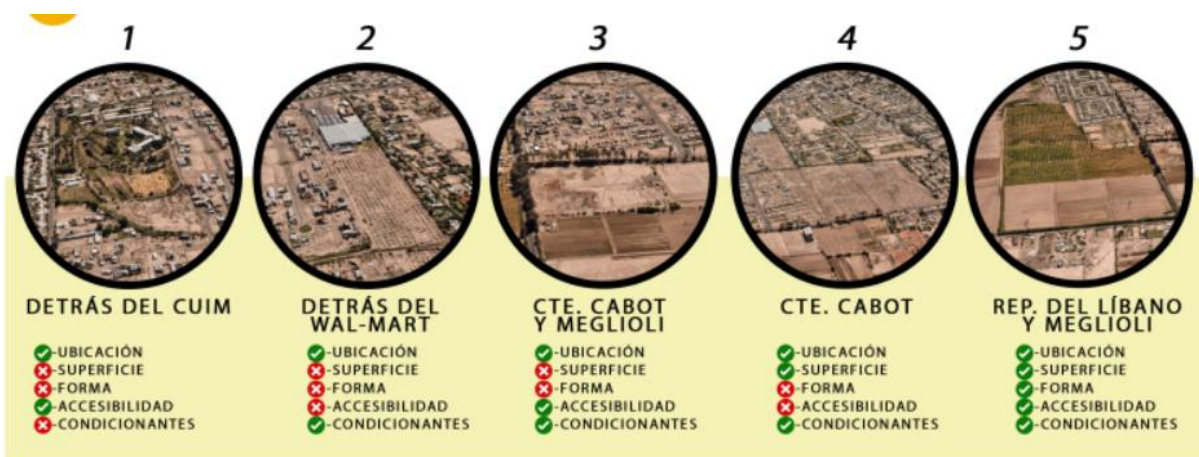 1
2
3
4
5
DETRÁS DEL CUIM
-UBICACIÓN
-SUPERFICIE
-FORMA
-ACCESIBILIDAD
-CONDICIONANTES
DETRÁS DEL
WAL-MART
-UBICACIÓN
-SUPERFICIE
-FORMA
-ACCESIBILIDAD
-CONDICIONANTES
CTE. CABOT
Y MEGLIOLI
-UBICACIÓN
-SUPERFICIE
-FORMA
-ACCESIBILIDAD
-CONDICIONANTES
CTE. CABOT
-UBICACIÓN
-SUPERFICIE
-FORMA
-ACCESIBILIDAD
-CONDICIONANTES
REP. DEL LÍBANO
Y MEGLIOLI
-UBICACIÓN
-SUPERFICIE
-FORMA
-ACCESIBILIDAD
-CONDICIONANTES